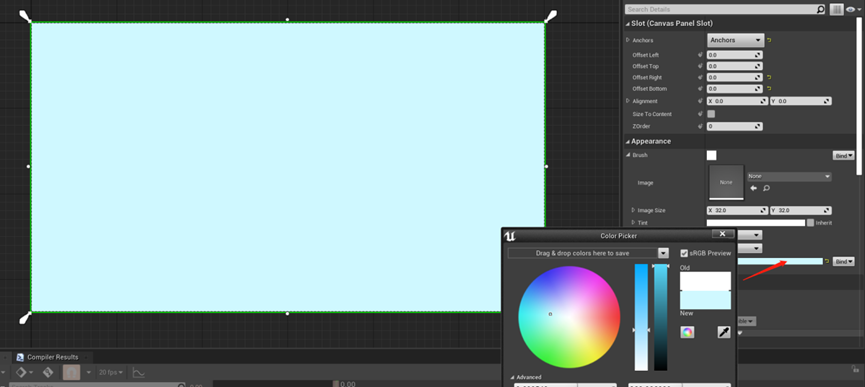 Search Details
Slot (Canvas Panel Slot)
Anchors
Anchors
Offset Left 0.0
Offset Top 0.0
Offset Right 0.0
Offset Bottom 0.0
Alignment X 0.0 Y 0.0
Size To Content
ZOrder 0
Appearance
Brush Bind
Image None None
Image Size X 32.0 Y 32.0
Tint Inherit
Bind
Color Picker
Drag & drop colors here to save
sRGB Preview
Old
New
Advanced
Compiler Results
20 fps
0.00